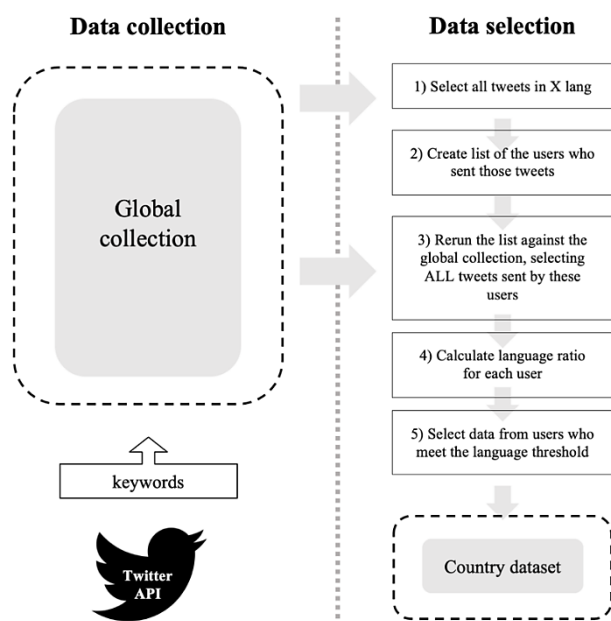 Data collection
Global
collection
keywords
Twitter
API
Data selection
1) Select all tweets in X lang
2) Create list of the users who
sent those tweets
3) Rerun the list against the
global collection, selecting
ALL tweets sent by these
users
4) Calculate language ratio
for each user
5) Select data from users who
meet the language threshold
Country dataset